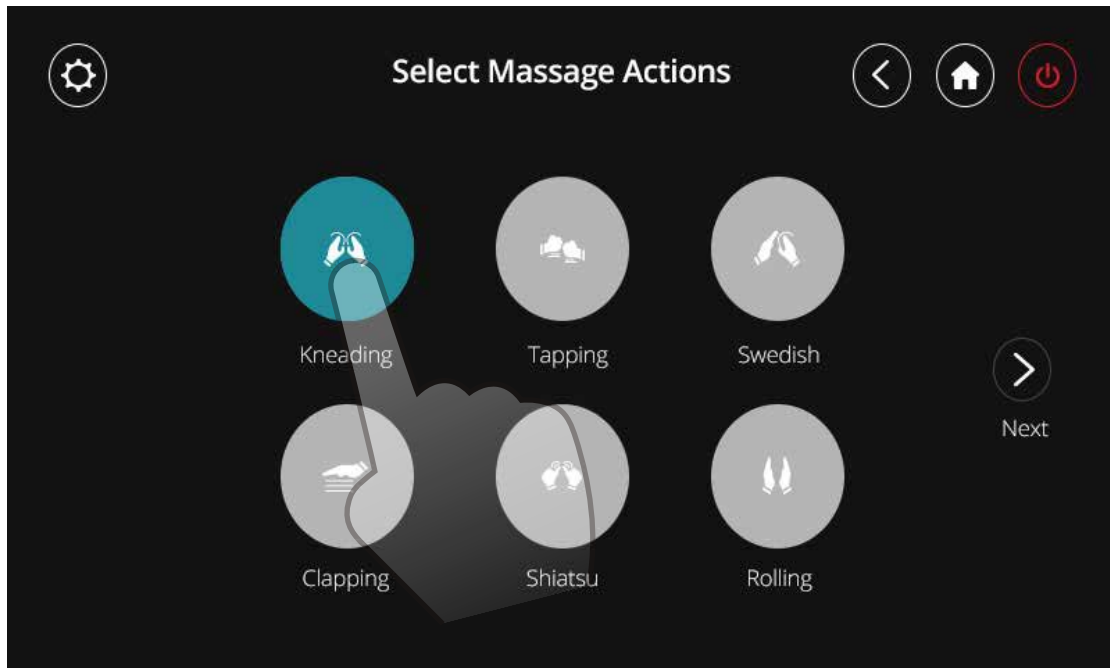 Select Massage Actions
Kneading
Tapping
Swedish
Next
Clapping
Shiatsu
Rolling